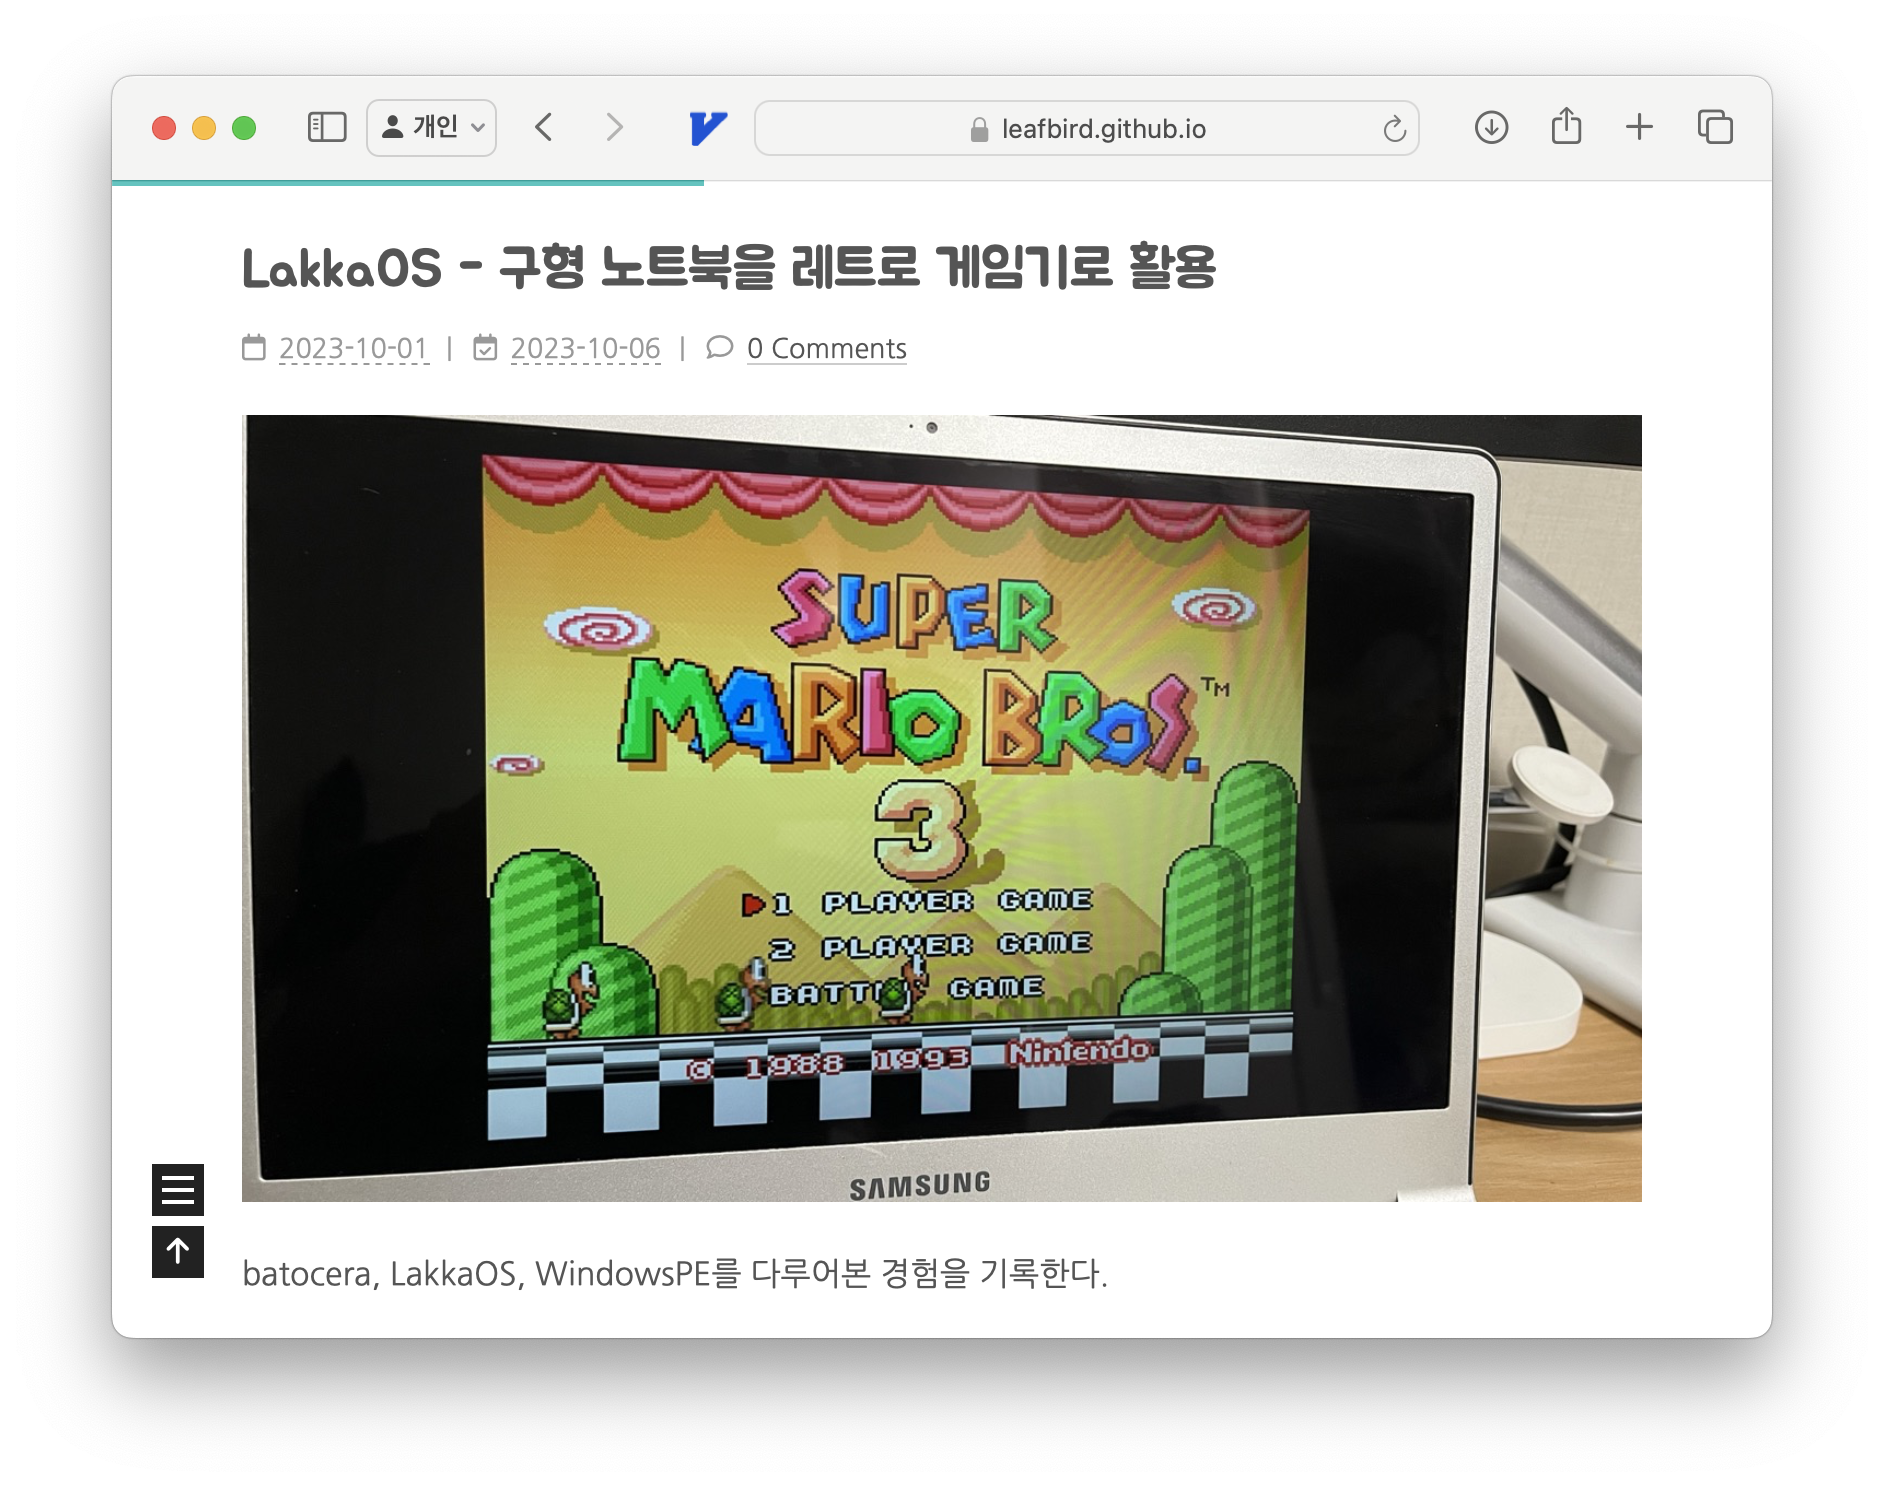 개인
leafbird.github.io
LakkaOS - 구형 노트북을 레트로 게임기로 활용
2023-10-01 | 2023-10-06 | 0 Comments
SUPER
MARIO BROS.™
3
1 PLAYER GAME
2 PLAYER GAME
GAME
© 1988 1993 Nintendo
SAMSUNG
batocera, LakkaOS, WindowsPE를 다루어본 경험을 기록한다.